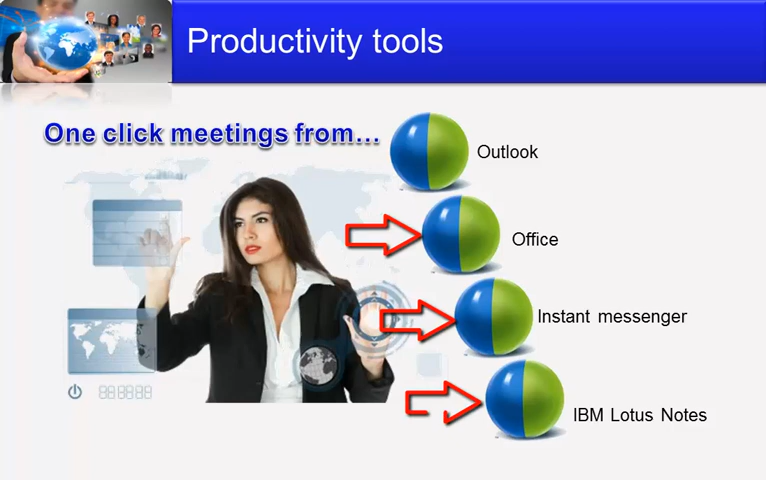 Productivity tools
One click meetings from...
Outlook
Office
Instant messenger
IBM Lotus Notes